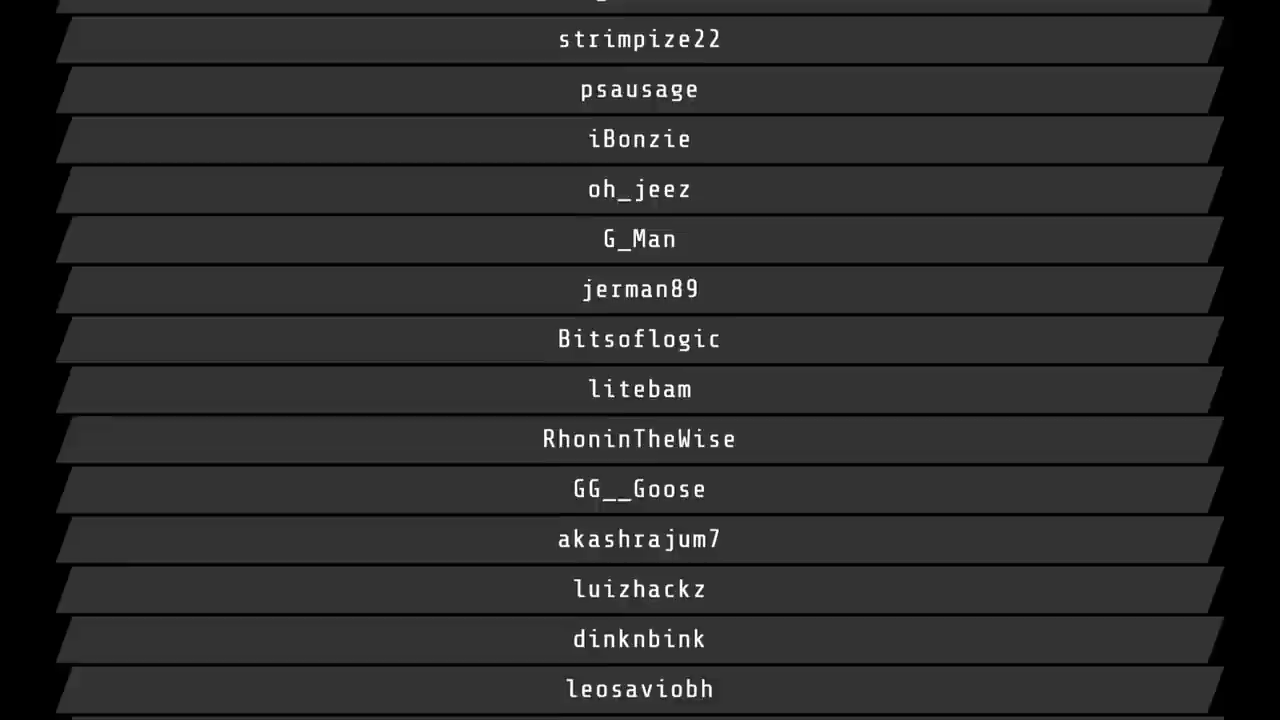 strimpize22
psausage
iBonzie
oh_jeez
G_Man
jerman89
Bitsoflogic
litebam
RhoninTheWise
GG__Goose
akashrajum7
luizhackz
dinknbink
leosaviobh